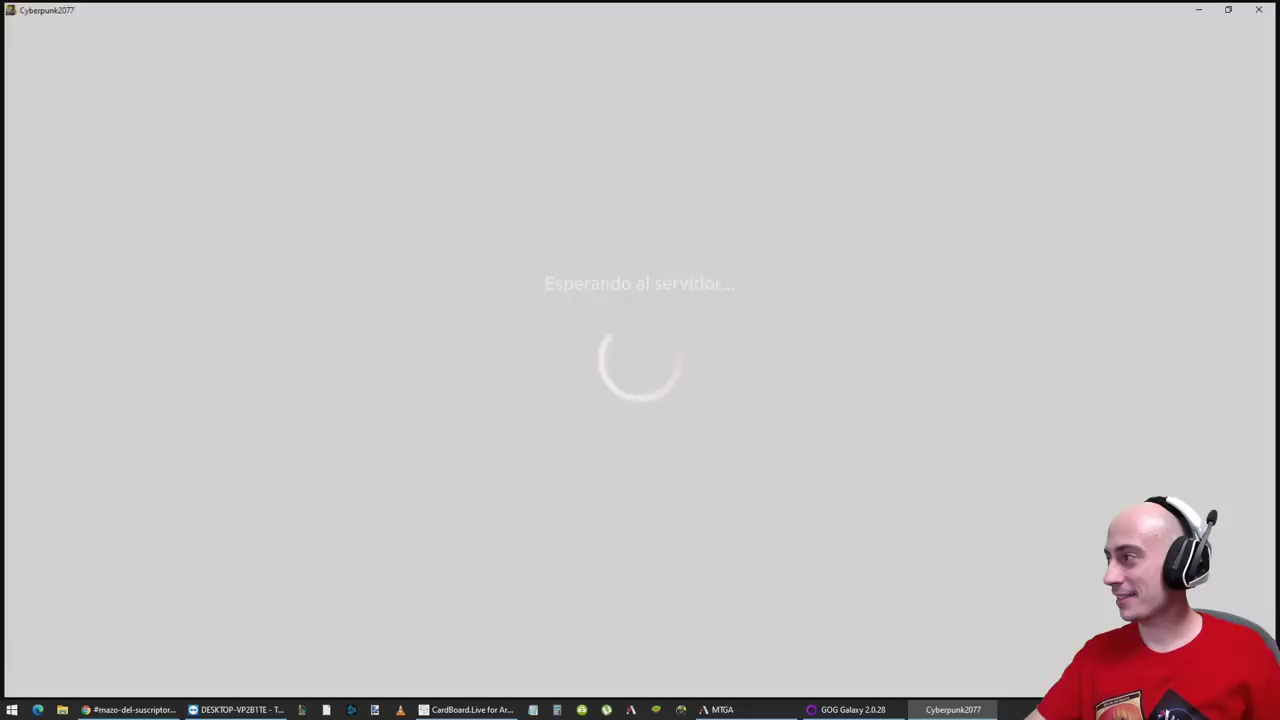 Cyberpunk2077
Esperando al servidor...
#mazo-del-suscriptor...
DESKTOP-VP2B1TE - T...
CardBoard.Live for Ar...
MTGA
GOG Galaxy 2.0.28
Cyberpunk2077